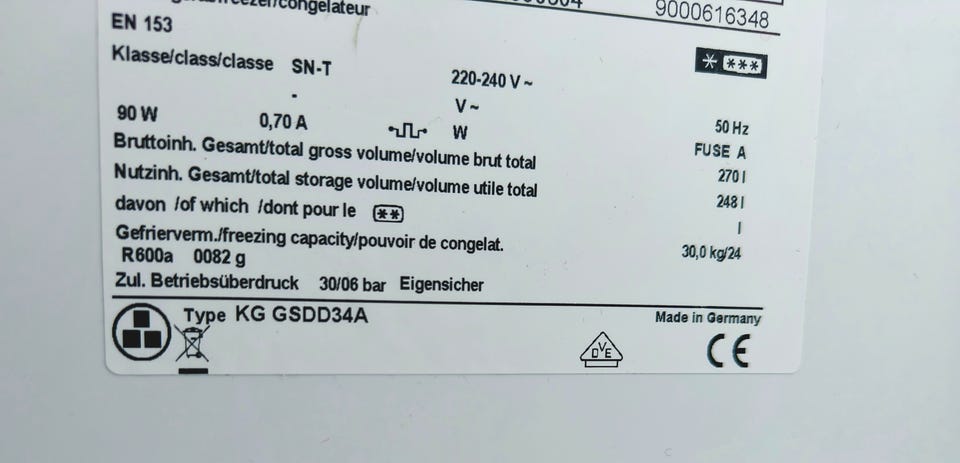 congelateur
9000616348
EN 153
Klasse/class/classe SN-T 220-240 V ~
- V ~
90 W 0,70 A W 50 Hz
FUSE A
Bruttoinh. Gesamt/total gross volume/volume brut total 270 l
Nutzinh. Gesamt/total storage volume/volume utile total 248 l
davon /of which /dont pour le l
Gefrierverm./freezing capacity/pouvoir de congelat. 30,0 kg/24
R600a 0082 g
Zul. Betriebsüberdruck 30/06 bar Eigensicher
Type KG GSDD34A Made in Germany
DVE CE